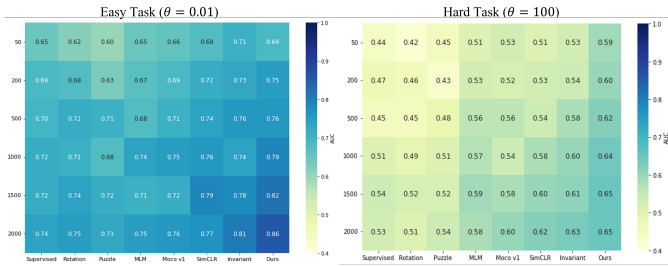 Easy Task (θ = 0.01)
50 0.65 0.62 0.60 0.65 0.66 0.68 0.71 0.69
200 0.69 0.68 0.63 0.67 0.69 0.72 0.73 0.75
500 0.70 0.72 0.71 0.68 0.71 0.74 0.76 0.76
1000 0.72 0.71 0.68 0.74 0.75 0.76 0.74 0.79
1500 0.72 0.74 0.72 0.71 0.72 0.79 0.78 0.82
2000 0.74 0.75 0.73 0.75 0.76 0.77 0.81 0.86
Supervised Rotation Puzzle MLM Moco v1 SimCLR Invariant Ours
1.0
0.9
0.8
0.7
0.6
0.5
0.4
AUC
Hard Task (θ = 100)
50 0.44 0.42 0.45 0.51 0.53 0.51 0.53 0.59
200 0.47 0.46 0.43 0.53 0.52 0.53 0.54 0.60
500 0.45 0.45 0.48 0.56 0.56 0.54 0.58 0.62
1000 0.51 0.49 0.51 0.57 0.54 0.58 0.60 0.64
1500 0.54 0.52 0.52 0.59 0.58 0.60 0.61 0.65
2000 0.53 0.51 0.54 0.58 0.60 0.62 0.63 0.65
Supervised Rotation Puzzle MLM Moco v1 SimCLR Invariant Ours
1.0
0.9
0.8
0.7
0.6
0.5
0.4
AUC